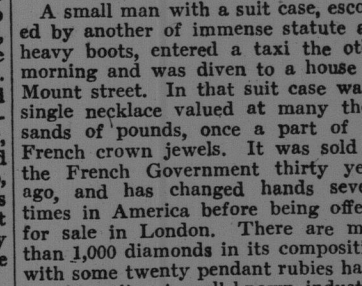 A small man with a suit case, esco
ed by another of immense statute a
heavy boots, entered a taxi the ot
morning and was diven to a house
Mount street. In that suit case wa
single necklace valued at many th
sands of pounds, once a part of
French crown jewels. It was sold
the French Government thirty ye
ago, and has changed hands seve
times in America before being offe
for sale in London. There are m
than 1,000 diamonds in its compositi
with some twenty pendant rubies ha